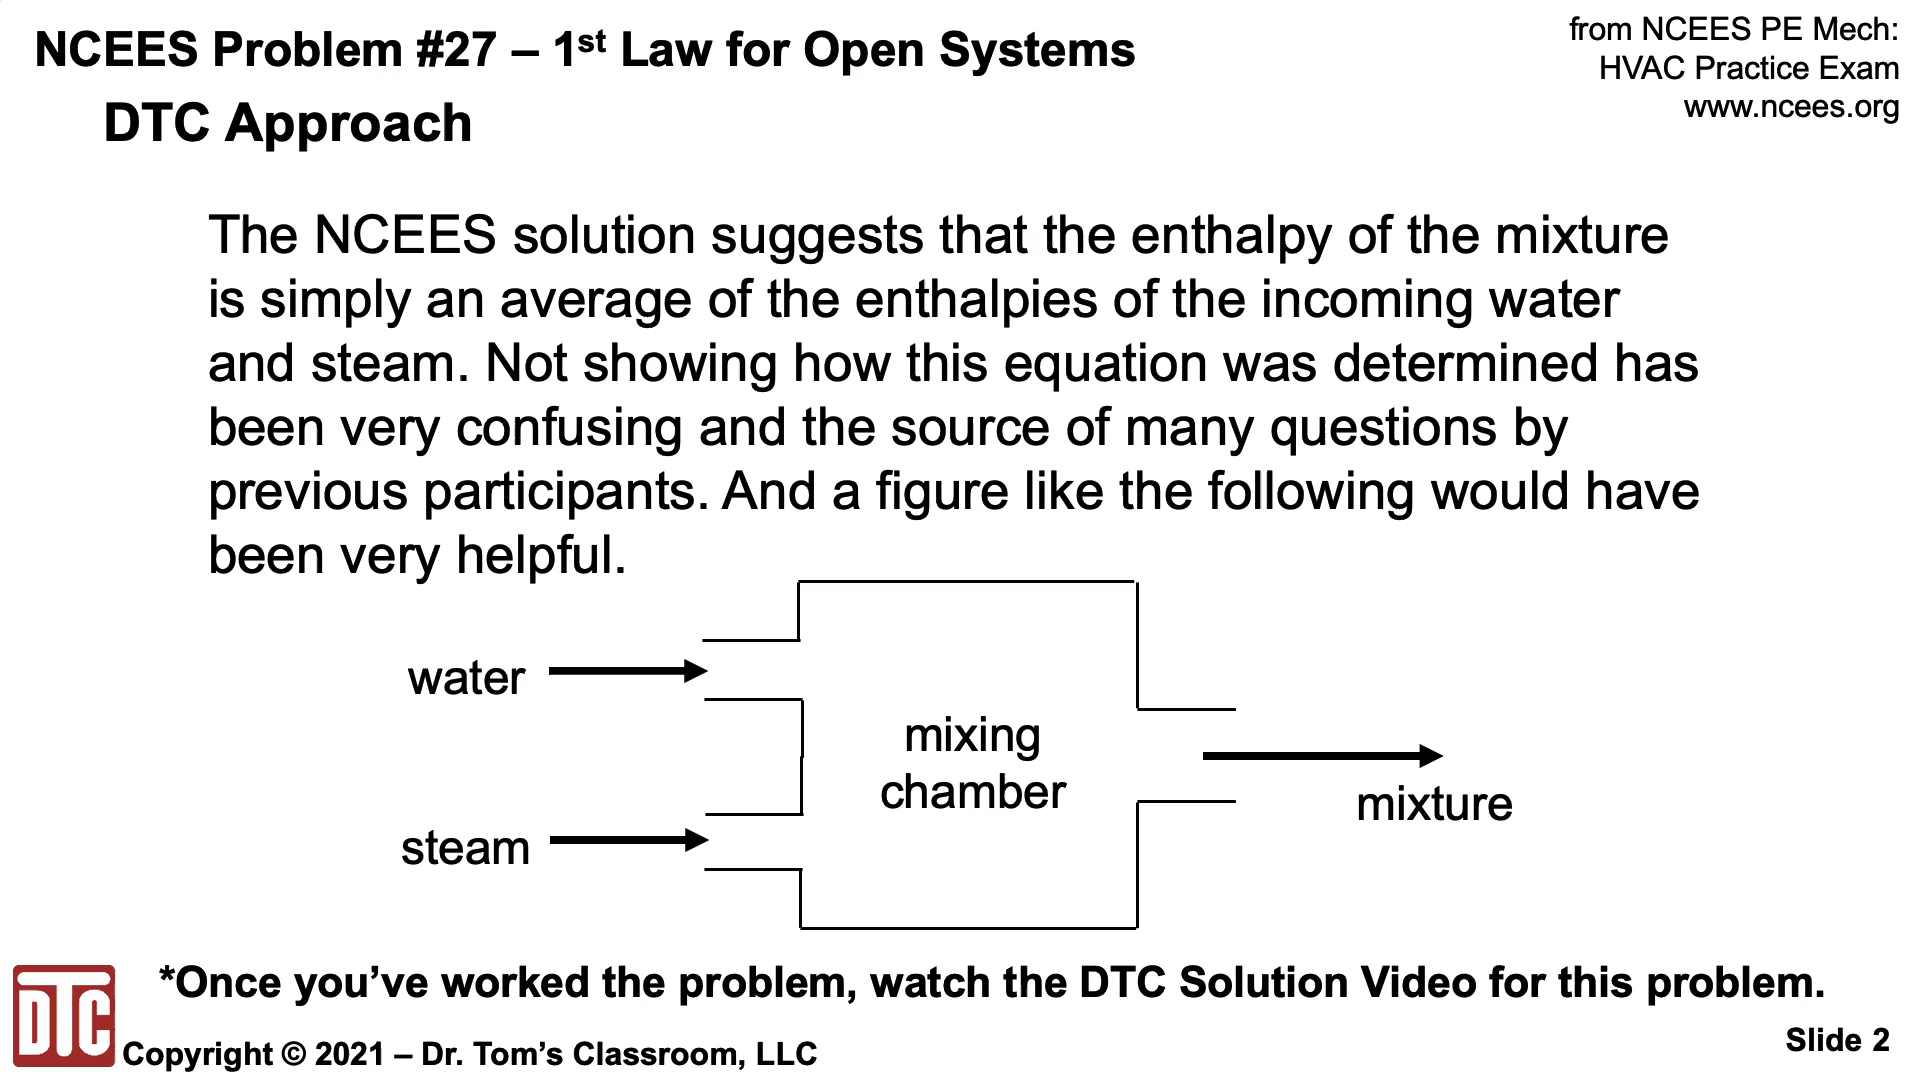 NCEES Problem #27 – 1st Law for Open Systems
DTC Approach
from NCEES PE Mech:
HVAC Practice Exam
www.ncees.org
The NCEES solution suggests that the enthalpy of the mixture
is simply an average of the enthalpies of the incoming water
and steam. Not showing how this equation was determined has
been very confusing and the source of many questions by
previous participants. And a figure like the following would have
been very helpful.
water
mixing
chamber
mixture
steam
*Once you’ve worked the problem, watch the DTC Solution Video for this problem.
DTC
Copyright © 2021 – Dr. Tom’s Classroom, LLC
Slide 2